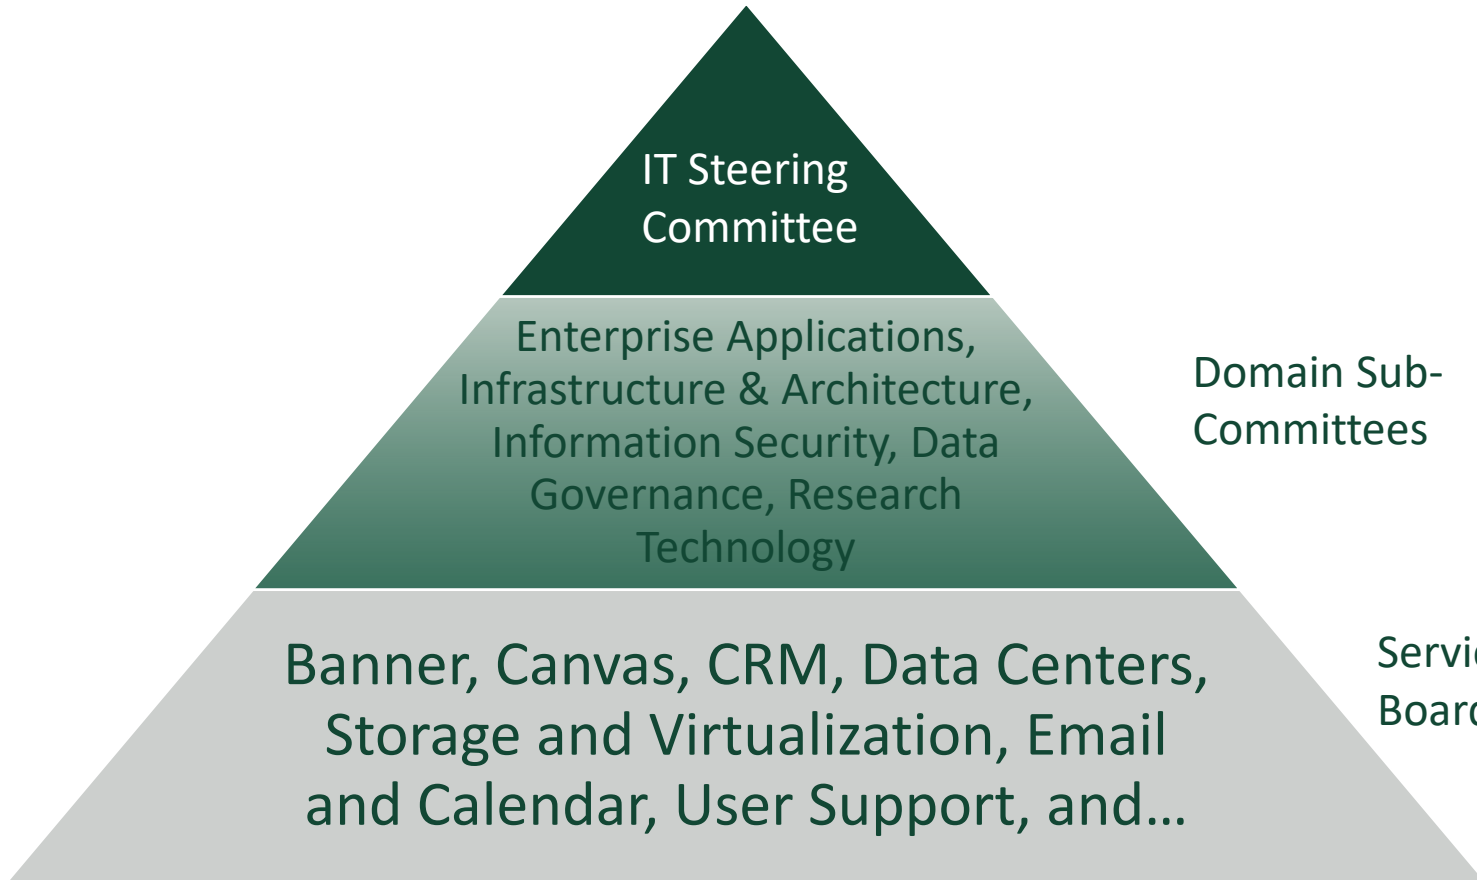 IT Steering
Committee
Enterprise Applications,
Infrastructure & Architecture,
Information Security, Data
Governance, Research
Technology
Domain Sub-
Committees
Banner, Canvas, CRM, Data Centers,
Storage and Virtualization, Email
and Calendar, User Support, and…